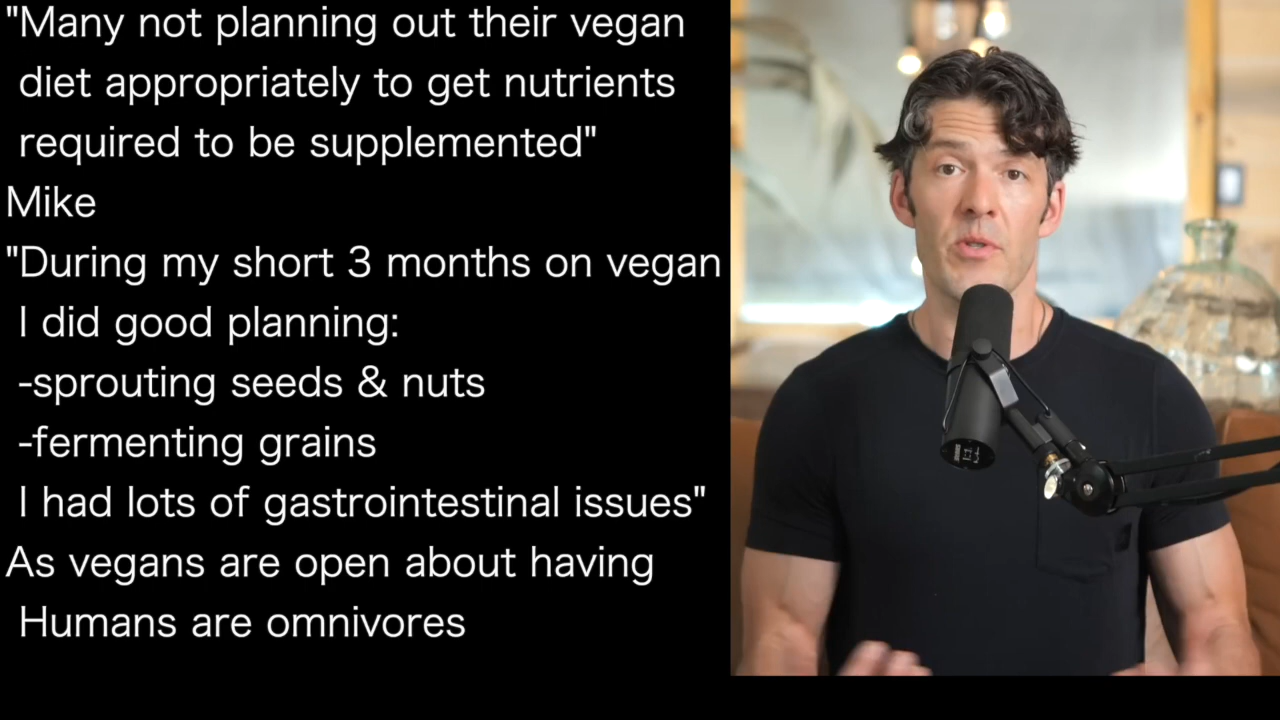 "Many not planning out their vegan
diet appropriately to get nutrients
required to be supplemented"
Mike
"During my short 3 months on vegan
I did good planning:
-sprouting seeds & nuts
-fermenting grains
I had lots of gastrointestinal issues"
As vegans are open about having
Humans are omnivores